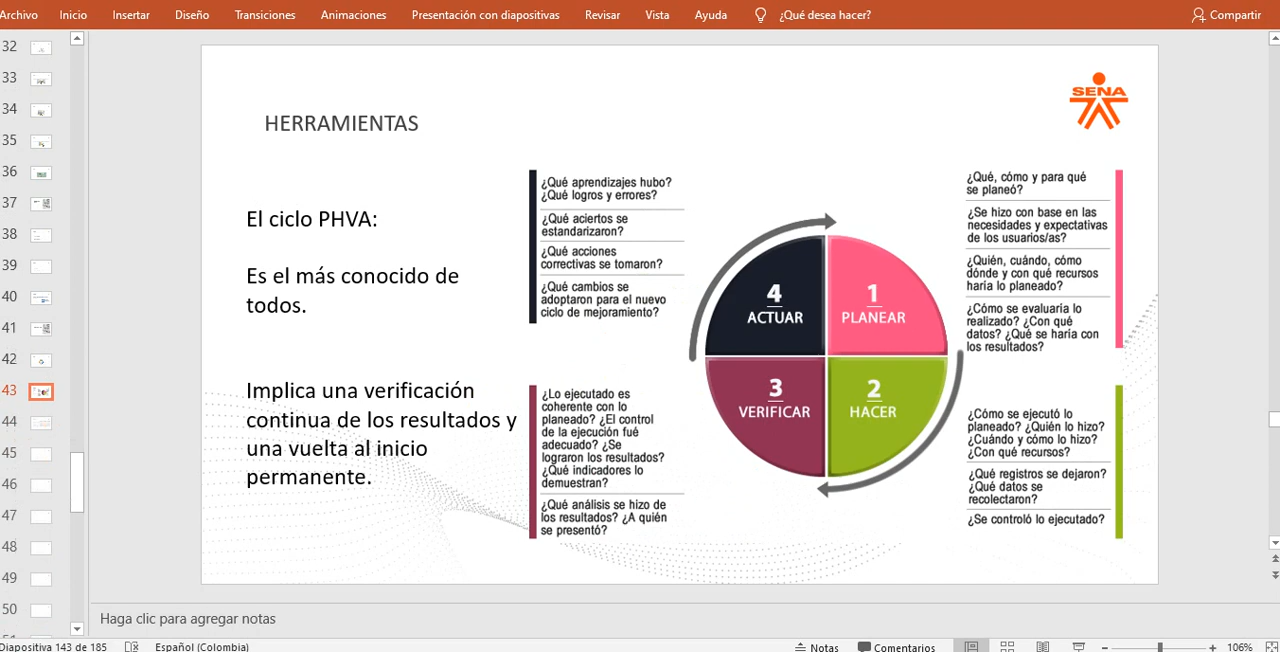 Archivo Inicio Insertar Diseño Transiciones Animaciones Presentación con diapositivas Revisar Vista Ayuda ¿Qué desea hacer? Compartir
32
33
34
35
36
37
38
39
40
41
42
43
44
45
46
47
48
49
50
SENA
HERRAMIENTAS
El ciclo PHVA:
Es el más conocido de
todos.
Implica una verificación
continua de los resultados y
una vuelta al inicio
permanente.
¿Qué aprendizajes hubo?
¿Qué logros y errores?
¿Qué aciertos se
estandarizaron?
¿Qué acciones
correctivas se tomaron?
¿Qué cambios se
adoptaron para el nuevo
ciclo de mejoramiento?
¿Lo ejecutado es
coherente con lo
planeado? ¿El control
de la ejecución fué
adecuado? ¿Se
lograron los resultados?
¿Qué indicadores lo
demuestran?
¿Qué análisis se hizo de
los resultados? ¿A quién
se presentó?
4
ACTUAR
1
PLANEAR
3
VERIFICAR
2
HACER
¿Qué, cómo y para qué
se planeó?
¿Se hizo con base en las
necesidades y expectativas
de los usuarios/as?
¿Quién, cuándo, cómo
dónde y con qué recursos
haría lo planeado?
¿Cómo se evaluaría lo
realizado? ¿Con qué
datos? ¿Qué se haría con
los resultados?
¿Cómo se ejecutó lo
planeado? ¿Quién lo hizo?
¿Cuándo y cómo lo hizo?
¿Con qué recursos?
¿Qué registros se dejaron?
¿Qué datos se
recolectaron?
¿Se controló lo ejecutado?
Haga clic para agregar notas
Diapositiva 143 de 185 Español (Colombia) Notas Comentarios 106%